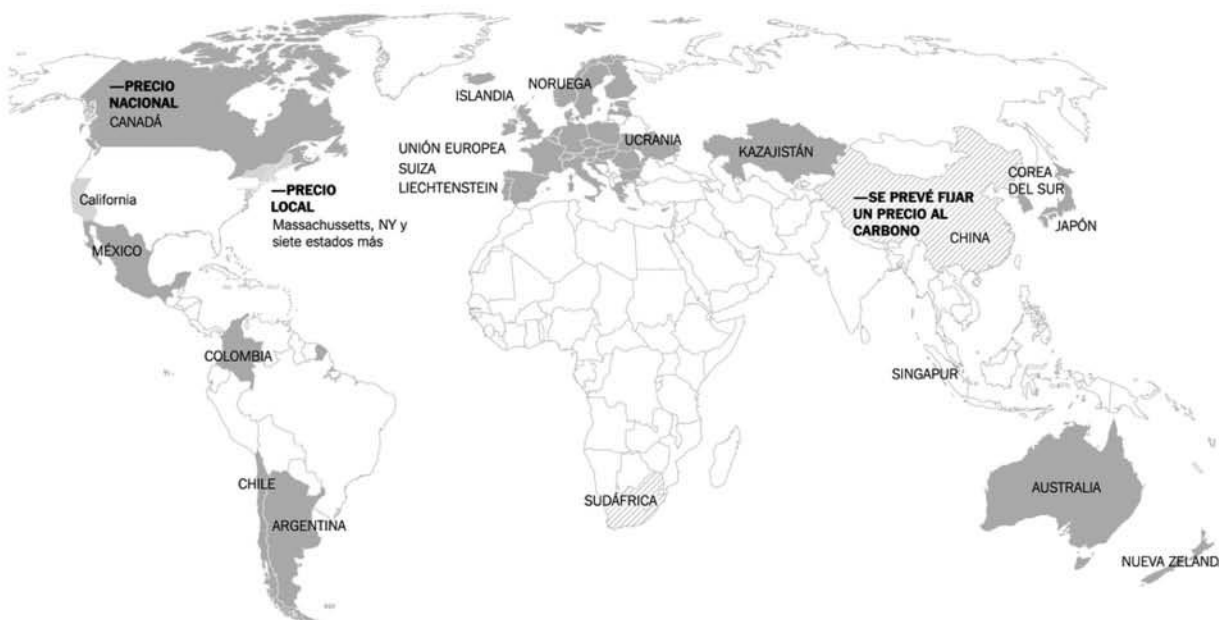 —PRECIO
NACIONAL
CANADÁ
California
—PRECIO
LOCAL
Massachussetts, NY y
siete estados más
MÉXICO
COLOMBIA
CHILE
ARGENTINA
ISLANDIA
NORUEGA
UNIÓN EUROPEA
SUIZA
LIECHTENSTEIN
UCRANIA
KAZAJISTÁN
—SE PREVÉ FIJAR
UN PRECIO AL
CARBONO
CHINA
COREA
DEL SUR
JAPÓN
SINGAPUR
SUDÁFRICA
AUSTRALIA
NUEVA ZELAND